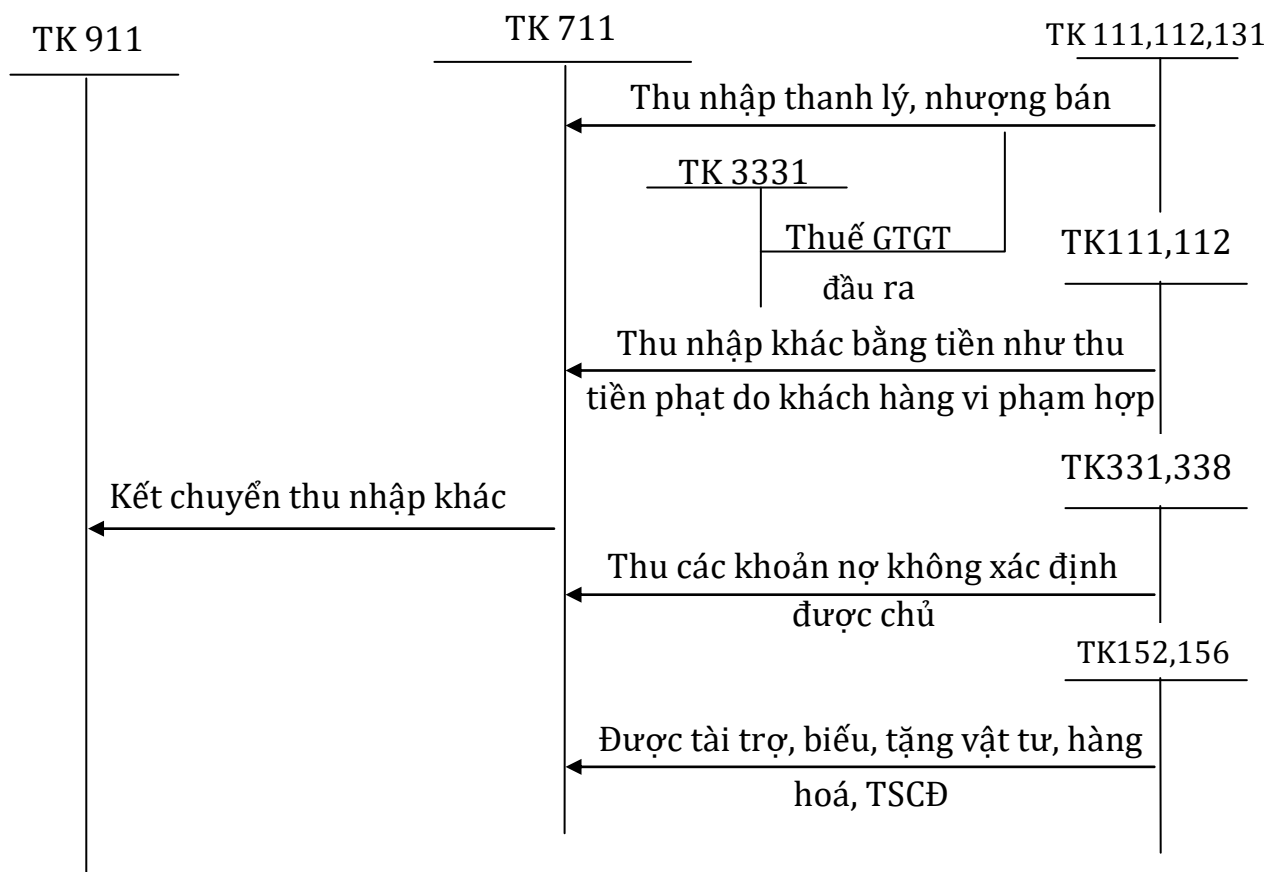 TK 911
TK 711
TK 111,112,131
Thu nhập thanh lý, nhượng bán
TK 3331
Thuế GTGT
đầu ra
TK111,112
Thu nhập khác bằng tiền như thu
tiền phạt do khách hàng vi phạm hợp
TK331,338
Kết chuyển thu nhập khác
Thu các khoản nợ không xác định
được chủ
TK152,156
Được tài trợ, biếu, tặng vật tư, hàng
hoá, TSCĐ